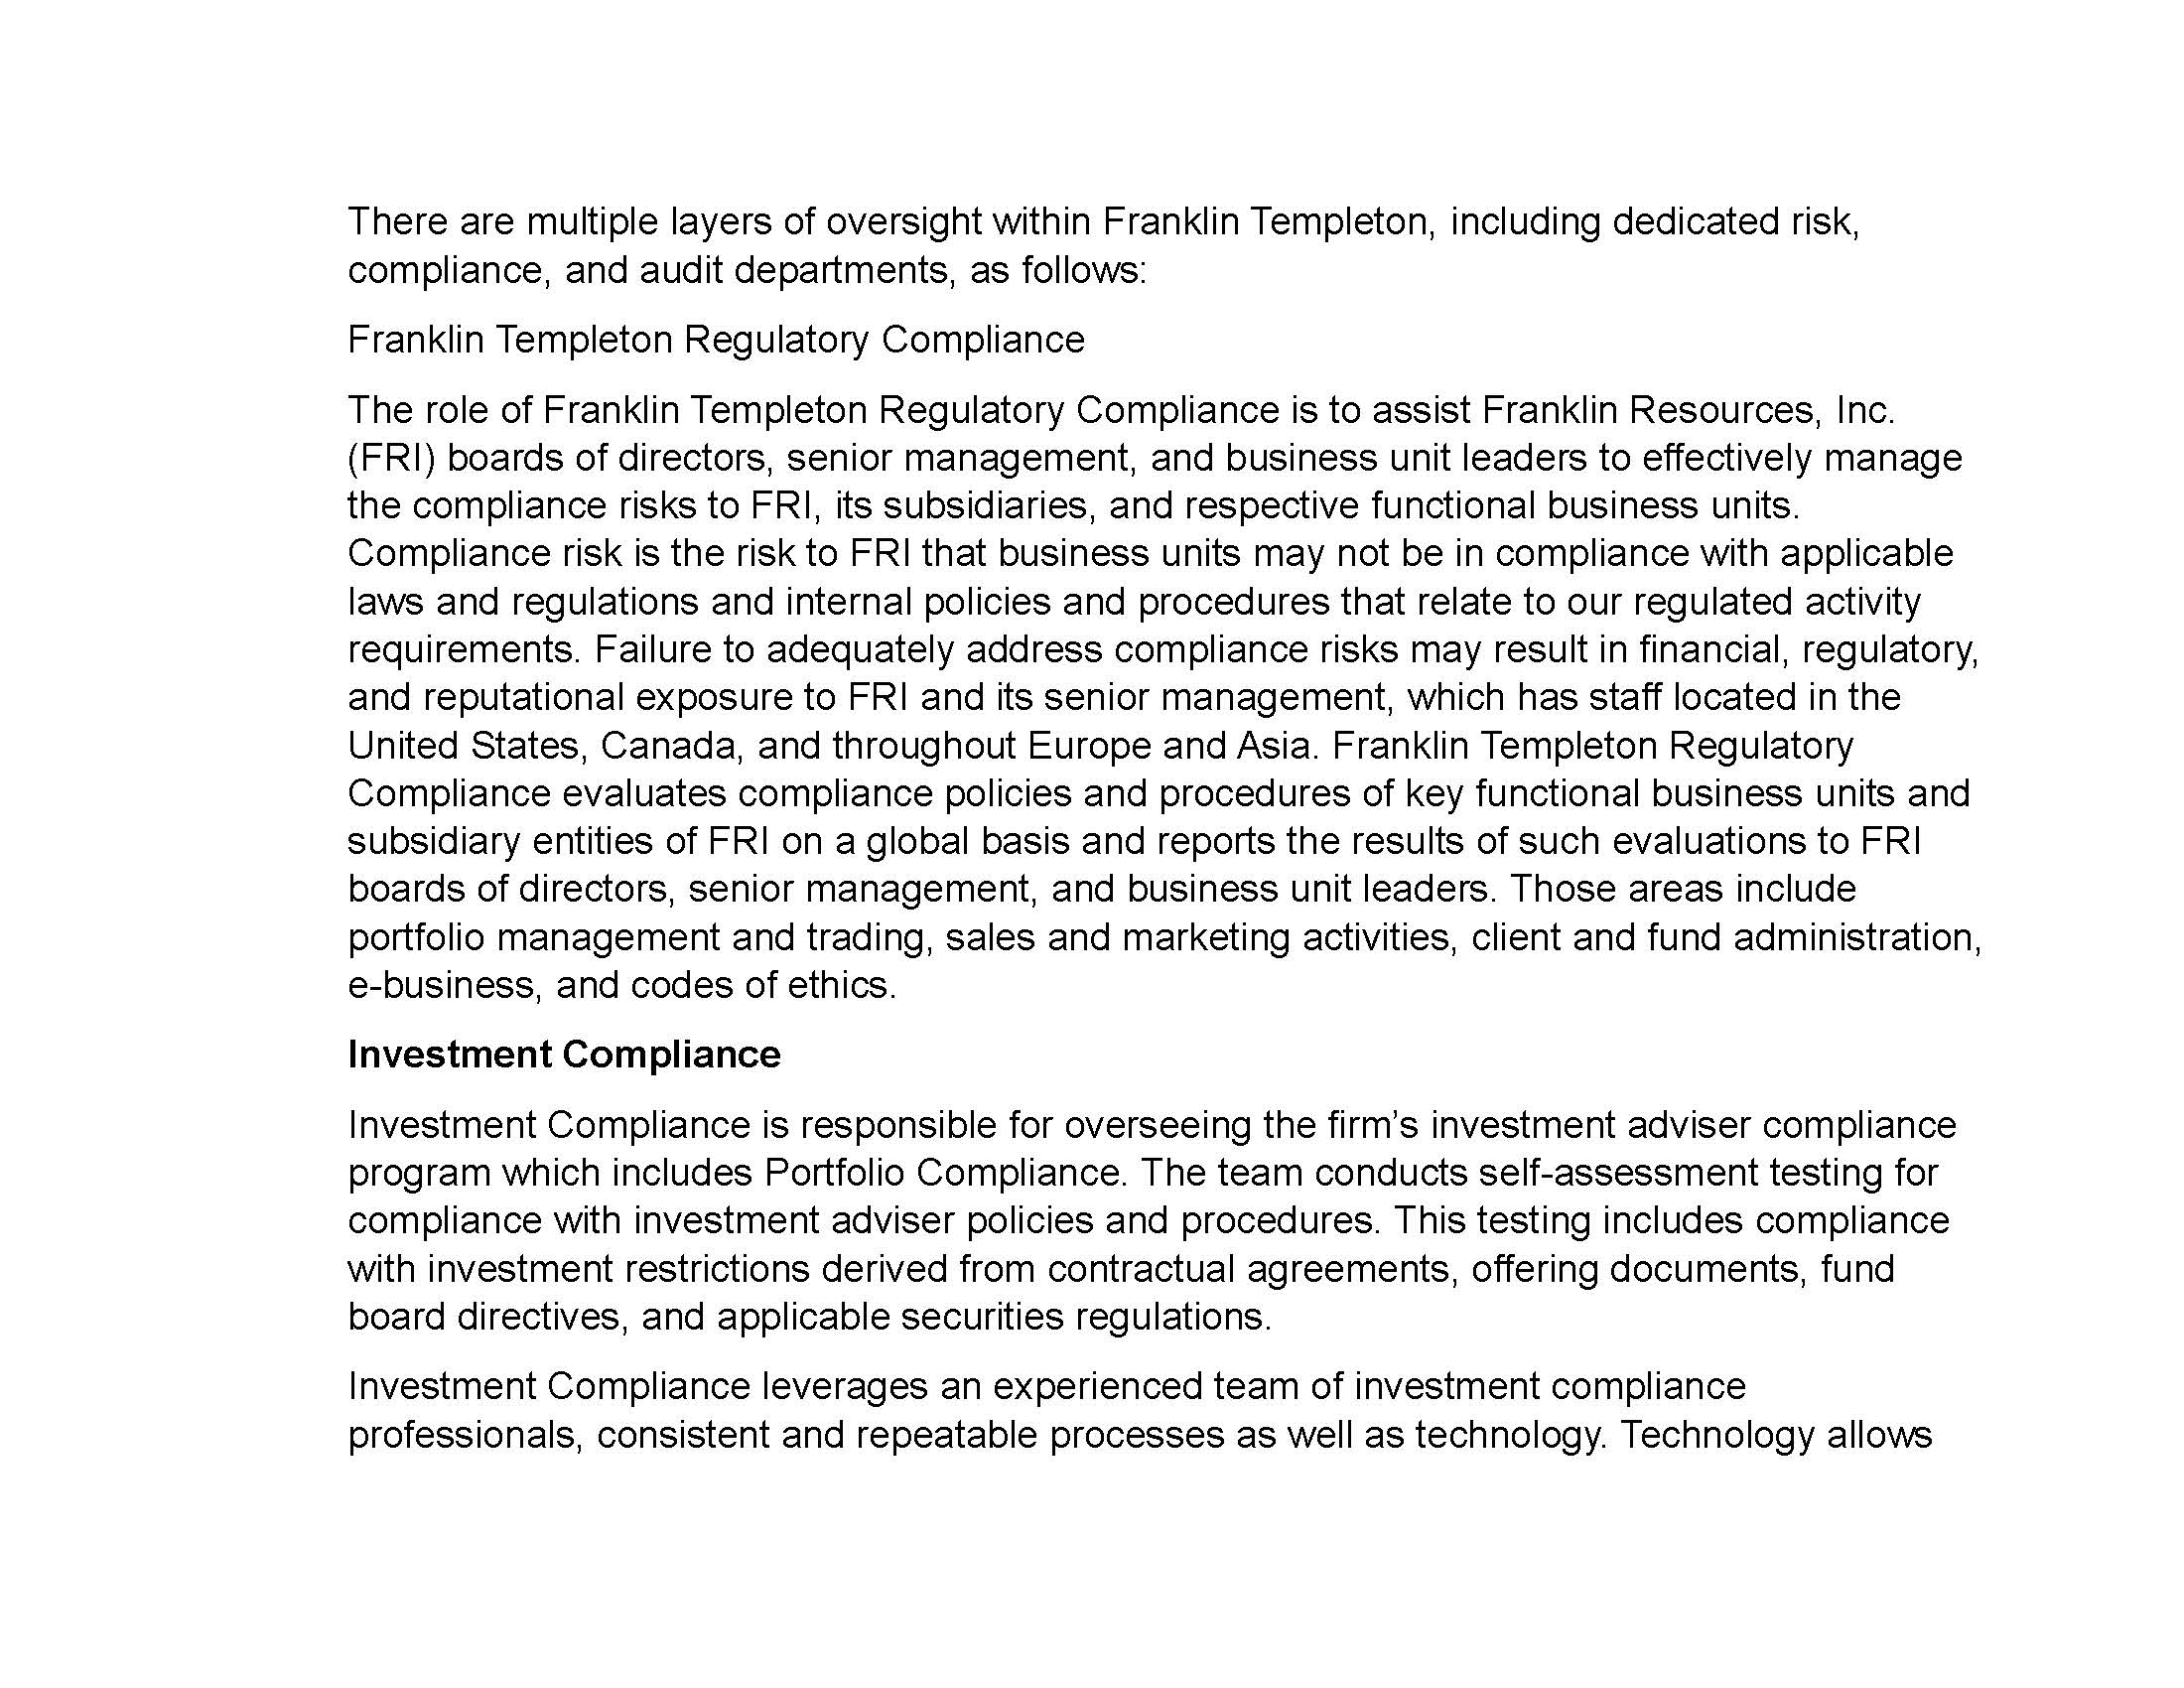 There are multiple layers of oversight within Franklin Templeton, including dedicated risk,
compliance, and audit departments, as follows:
Franklin Templeton Regulatory Compliance
The role of Franklin Templeton Regulatory Compliance is to assist Franklin Resources, Inc.
(FRI) boards of directors, senior management, and business unit leaders to effectively manage
the compliance risks to FRI, its subsidiaries, and respective functional business units.
Compliance risk is the risk to FRI that business units may not be in compliance with applicable
laws and regulations and internal policies and procedures that relate to our regulated activity
requirements. Failure to adequately address compliance risks may result in financial, regulatory,
and reputational exposure to FRI and its senior management, which has staff located in the
United States, Canada, and throughout Europe and Asia. Franklin Templeton Regulatory
Compliance evaluates compliance policies and procedures of key functional business units and
subsidiary entities of FRI on a global basis and reports the results of such evaluations to FRI
boards of directors, senior management, and business unit leaders. Those areas include
portfolio management and trading, sales and marketing activities, client and fund administration,
e-business, and codes of ethics.
Investment Compliance
Investment Compliance is responsible for overseeing the firm’s investment adviser compliance
program which includes Portfolio Compliance. The team conducts self-assessment testing for
compliance with investment adviser policies and procedures. This testing includes compliance
with investment restrictions derived from contractual agreements, offering documents, fund
board directives, and applicable securities regulations.
Investment Compliance leverages an experienced team of investment compliance
professionals, consistent and repeatable processes as well as technology. Technology allows